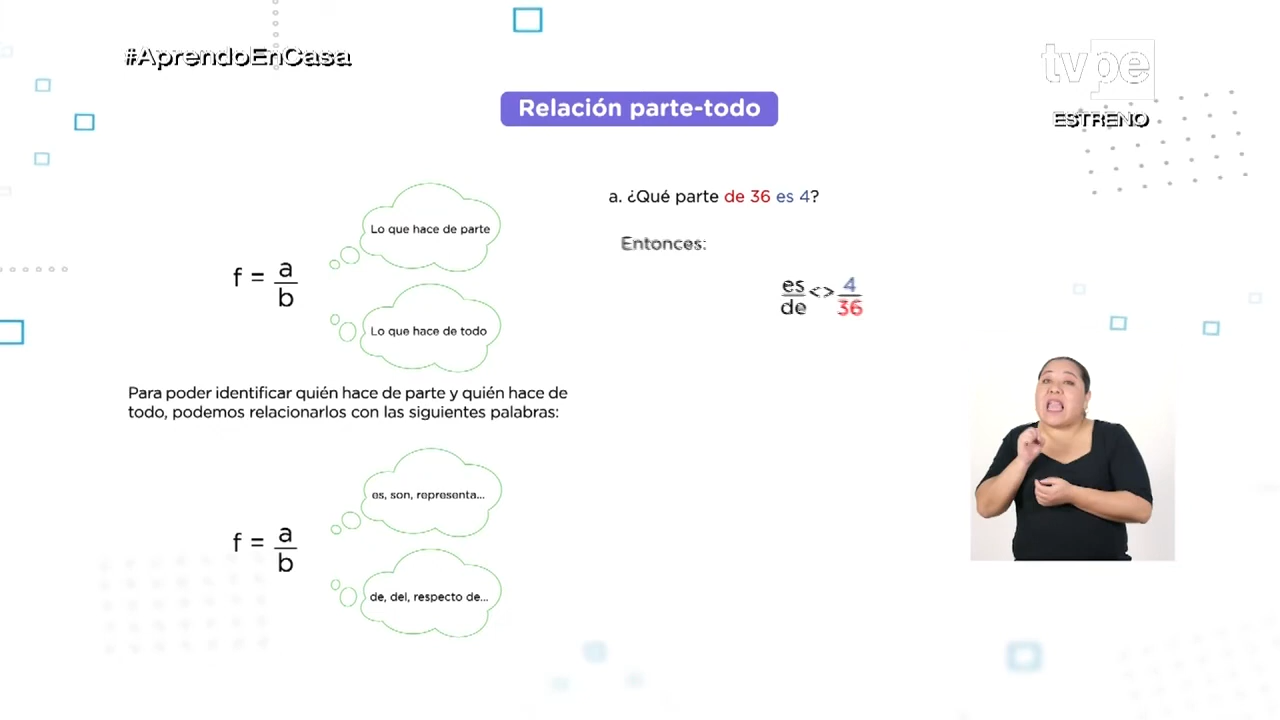 #AprendoEnCasa
tvpe
ESTRENO
Relación parte-todo
f = a/b
Lo que hace de parte
Lo que hace de todo
Para poder identificar quién hace de parte y quién hace de
todo, podemos relacionarlos con las siguientes palabras:
f = a/b
es, son, representa...
de, del, respecto de...
a. ¿Qué parte de 36 es 4?
Entonces:
es/de <> 4/36